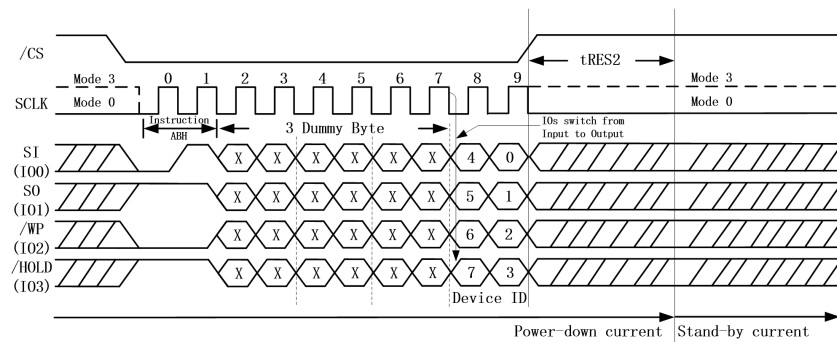 /CS
tRES2
Mode 3 0 1 2 3 4 5 6 7 8 9 Mode 3
SCLK Mode 0 Mode 0
Instruction 3 Dummy Byte IOs switch from
ABH Input to Output
SI X X X X X X 4 0
(IO0)
SO X X X X X X 5 1
(IO1)
/WP X X X X X X 6 2
(IO2)
/HOLD X X X X X X 7 3
(IO3)
Device ID
Power-down current Stand-by current